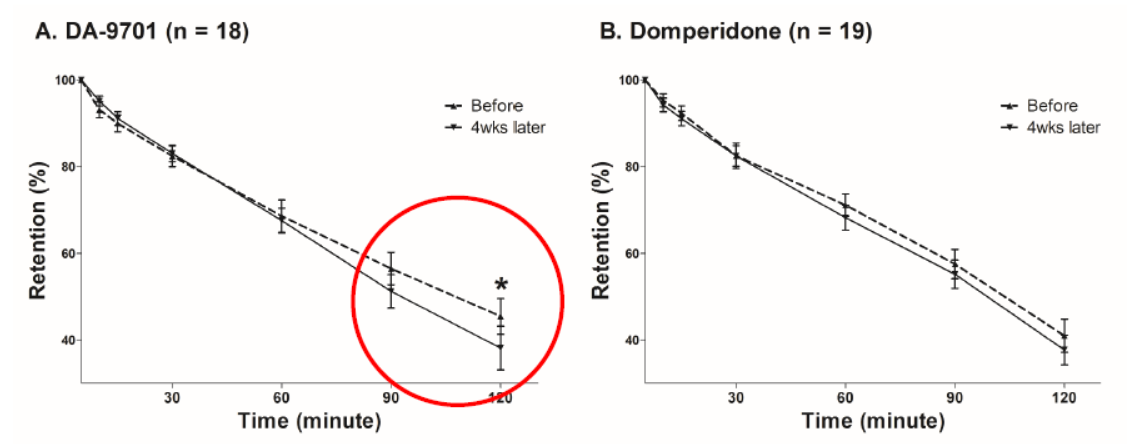 A. DA-9701 (n = 18)
100
80
60
40
Retention (%)
Before
4wks later
*
30
60
90
120
Time (minute)
B. Domperidone (n = 19)
100
80
60
40
Retention (%)
Before
4wks later
30
60
90
120
Time (minute)